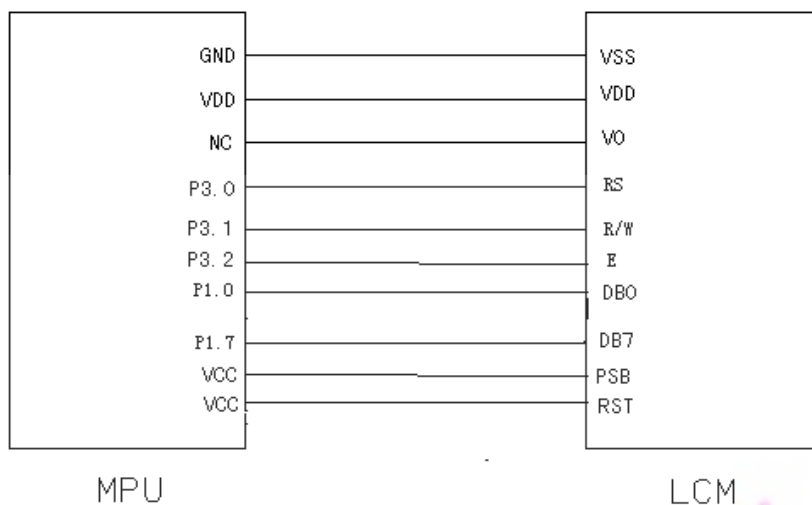 GND VSS
VDD VDD
NC VO
P3.0 RS
P3.1 R/W
P3.2 E
P1.0 DB0
P1.7 DB7
VCC PSB
VCC RST
MPU LCM